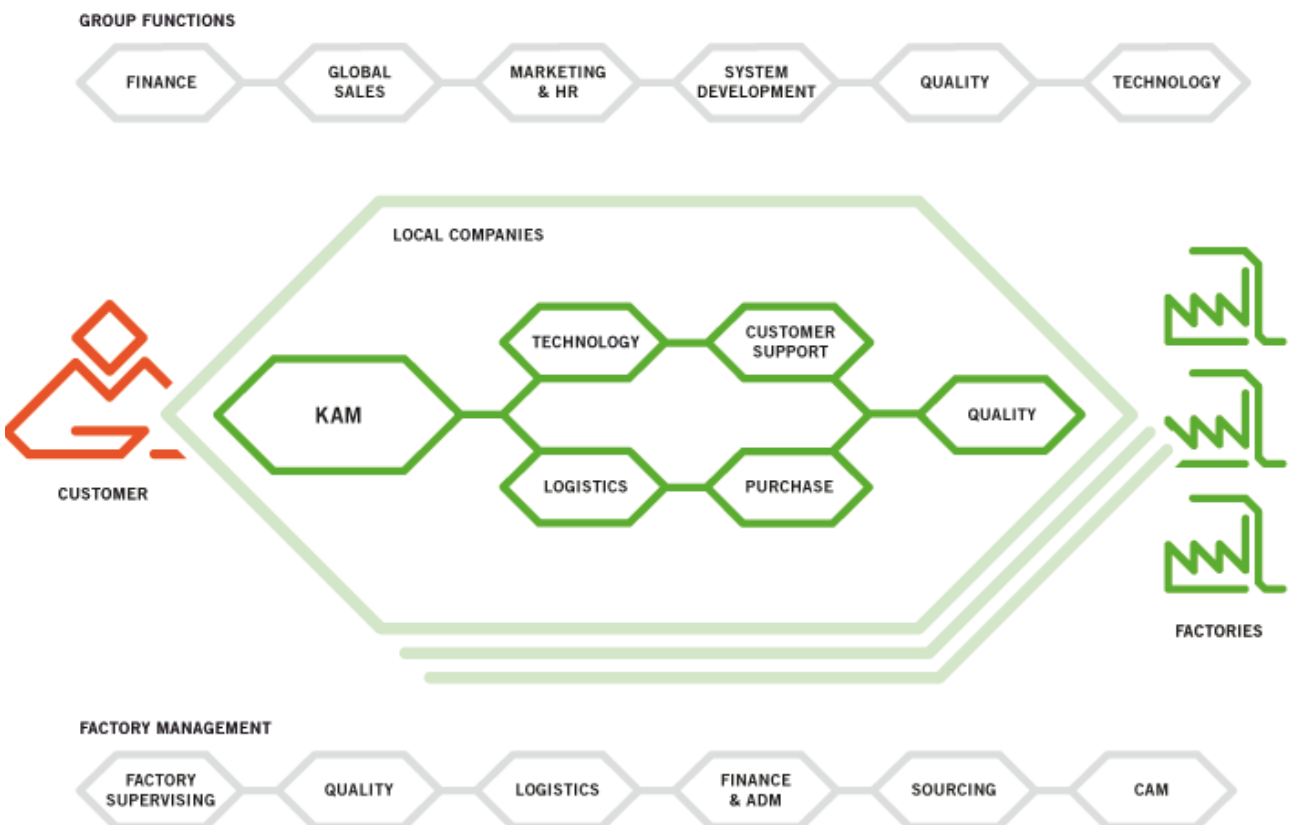 GROUP FUNCTIONS
FINANCE
GLOBAL
SALES
MARKETING
& HR
SYSTEM
DEVELOPMENT
QUALITY
TECHNOLOGY
LOCAL COMPANIES
TECHNOLOGY
CUSTOMER
SUPPORT
KAM
QUALITY
LOGISTICS
PURCHASE
CUSTOMER
FACTORIES
FACTORY MANAGEMENT
FACTORY
SUPERVISING
QUALITY
LOGISTICS
FINANCE
& ADM
SOURCING
CAM